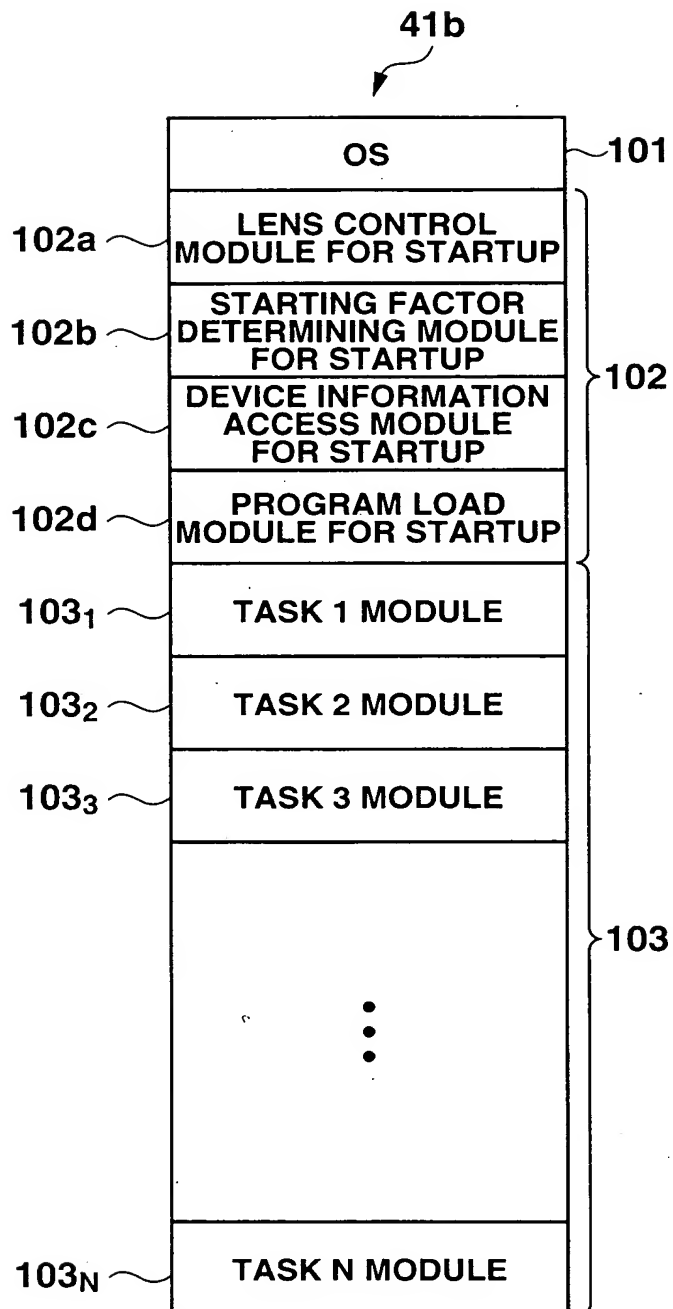 41b
OS
101
102a
LENS CONTROL
MODULE FOR STARTUP
102b
STARTING FACTOR
DETERMINING MODULE
FOR STARTUP
102
102c
DEVICE INFORMATION
ACCESS MODULE
FOR STARTUP
102d
PROGRAM LOAD
MODULE FOR STARTUP
103₁
TASK 1 MODULE
103₂
TASK 2 MODULE
103₃
TASK 3 MODULE
103
103N
TASK N MODULE